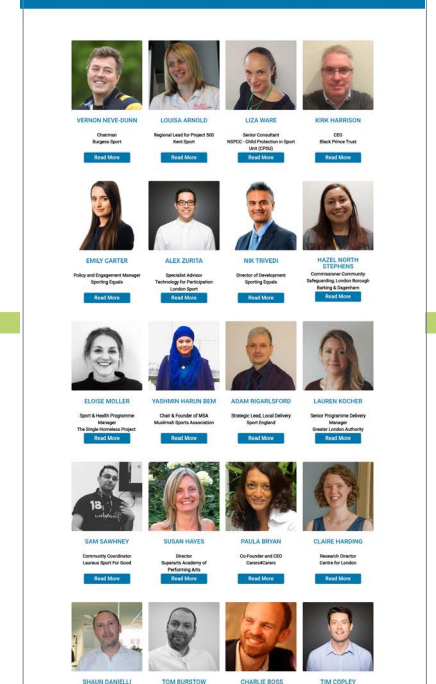 VERNON NEVE-DUNN
Chairman
Burgess Sport
Read More
LOUISA ARNOLD
Regional Lead for Project 500
Kent Sport
Read More
LIZA WARE
Senior Consultant
NSPCC - Child Protection in Sport
Unit (CPSU)
Read More
KIRK HARRISON
CEO
Black Prince Trust
Read More
EMILY CARTER
Policy and Engagement Manager
Sporting Equals
Read More
ALEX ZURITA
Specialist Advisor
Technology for Participation
London Sport
Read More
NIK TRIVEDI
Director of Development
Sporting Equals
Read More
HAZEL NORTH
STEPHENS
Commissioner Community
Safeguarding, London Borough
Barking & Dagenham
Read More
ELOISE MOLLER
Sport & Health Programme
Manager
The Single Homeless Project
Read More
YASHMIN HARUN BEM
Chair & Founder of MSA
Muslimah Sports Association
Read More
ADAM RIGARLSFORD
Strategic Lead, Local Delivery
Sport England
Read More
LAUREN KOCHER
Senior Programme Delivery
Manager
Greater London Authority
Read More
18
SAM SAWHNEY
Community Coordinator
Laureus Sport For Good
Read More
SUSAN HAYES
Director
Superarts Academy of
Performing Arts
Read More
PAULA BRYAN
Co-Founder and CEO
Carers4Carers
Read More
CLAIRE HARDING
Research Director
Centre for London
Read More
SHAUN DANIELLI
TOM BURSTOW
CHARLIE BOSS
TIM COPLEY